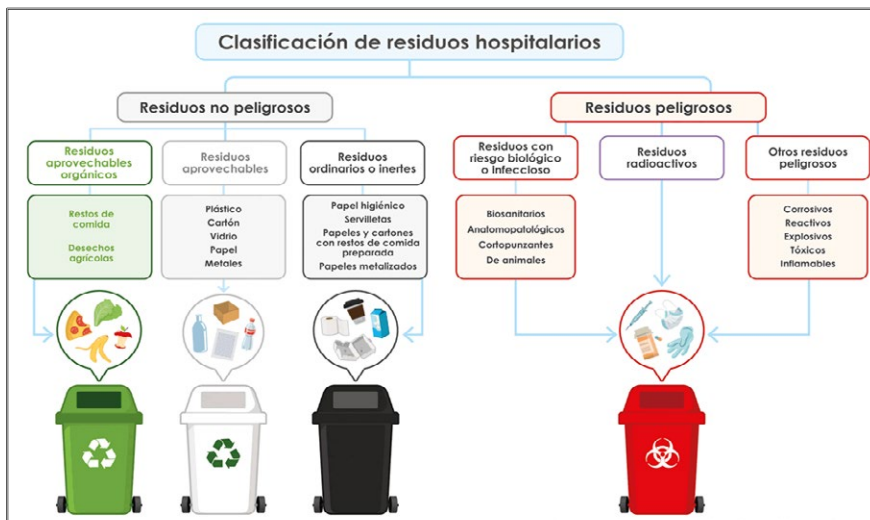 Clasificación de residuos hospitalarios
Residuos no peligrosos
Residuos peligrosos
Residuos
aprovechables
orgánicos
Residuos
aprovechables
Residuos
ordinarios o inertes
Residuos con
riesgo biológico
o infeccioso
Residuos
radioactivos
Otros residuos
peligrosos
Restos de
comida
Desechos
agrícolas
Plástico
Cartón
Vidrio
Papel
Metales
Papel higiénico
Servilletas
Papeles y cartones
con restos de comida
preparada
Papeles metalizados
Biosanitarios
Anatomopatológicos
Cortopunzantes
De animales
Corrosivos
Reactivos
Explosivos
Tóxicos
Inflamables